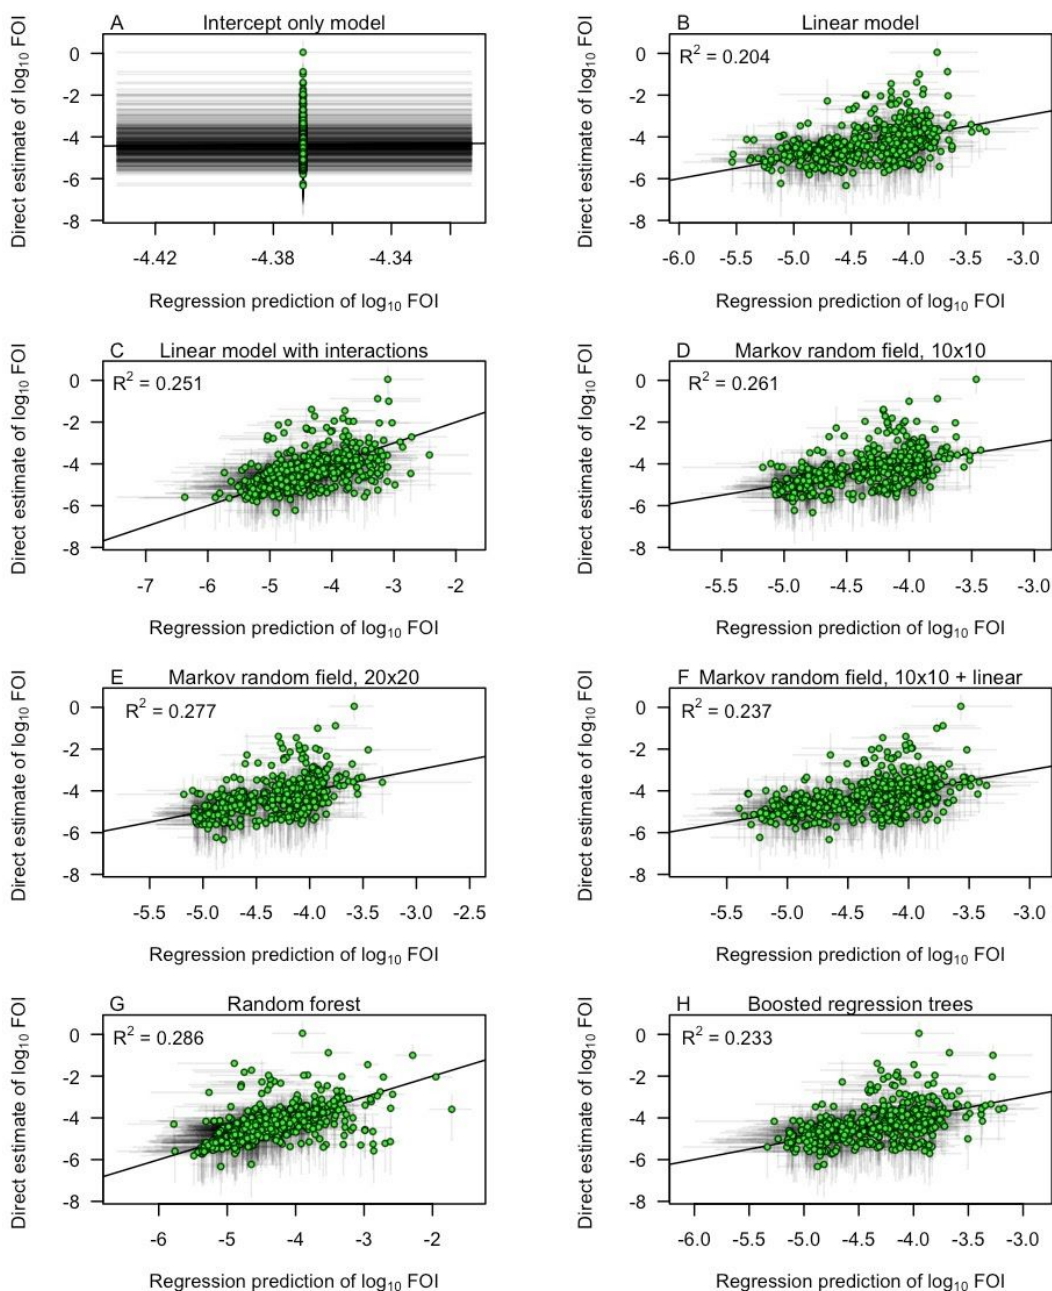 A Intercept only model
Direct estimate of log10 FOI
0
-2
-4
-6
-8
-4.42 -4.38 -4.34
Regression prediction of log10 FOI
B Linear model
R2 = 0.204
Direct estimate of log10 FOI
0
-2
-4
-6
-8
-6.0 -5.5 -5.0 -4.5 -4.0 -3.5 -3.0
Regression prediction of log10 FOI
C Linear model with interactions
R2 = 0.251
Direct estimate of log10 FOI
0
-2
-4
-6
-8
-7 -6 -5 -4 -3 -2
Regression prediction of log10 FOI
D Markov random field, 10x10
R2 = 0.261
Direct estimate of log10 FOI
0
-2
-4
-6
-8
-5.5 -5.0 -4.5 -4.0 -3.5 -3.0
Regression prediction of log10 FOI
E Markov random field, 20x20
R2 = 0.277
Direct estimate of log10 FOI
0
-2
-4
-6
-8
-5.5 -5.0 -4.5 -4.0 -3.5 -3.0 -2.5
Regression prediction of log10 FOI
F Markov random field, 10x10 + linear
R2 = 0.237
Direct estimate of log10 FOI
0
-2
-4
-6
-8
-5.5 -5.0 -4.5 -4.0 -3.5 -3.0
Regression prediction of log10 FOI
G Random forest
R2 = 0.286
Direct estimate of log10 FOI
0
-2
-4
-6
-8
-6 -5 -4 -3 -2
Regression prediction of log10 FOI
H Boosted regression trees
R2 = 0.233
Direct estimate of log10 FOI
0
-2
-4
-6
-8
-6.0 -5.5 -5.0 -4.5 -4.0 -3.5 -3.0
Regression prediction of log10 FOI